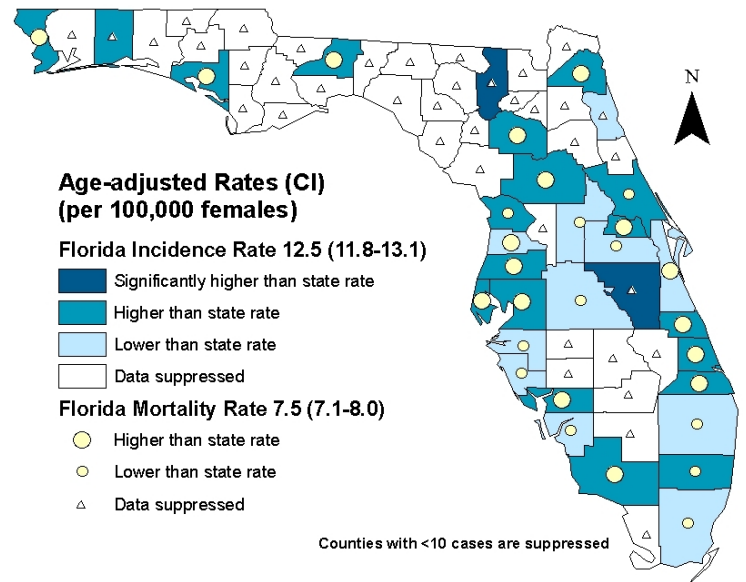 N
Age-adjusted Rates (CI)
(per 100,000 females)
Florida Incidence Rate 12.5 (11.8-13.1)
Significantly higher than state rate
Higher than state rate
Lower than state rate
Data suppressed
Florida Mortality Rate 7.5 (7.1-8.0)
Higher than state rate
Lower than state rate
Data suppressed
Counties with <10 cases are suppressed